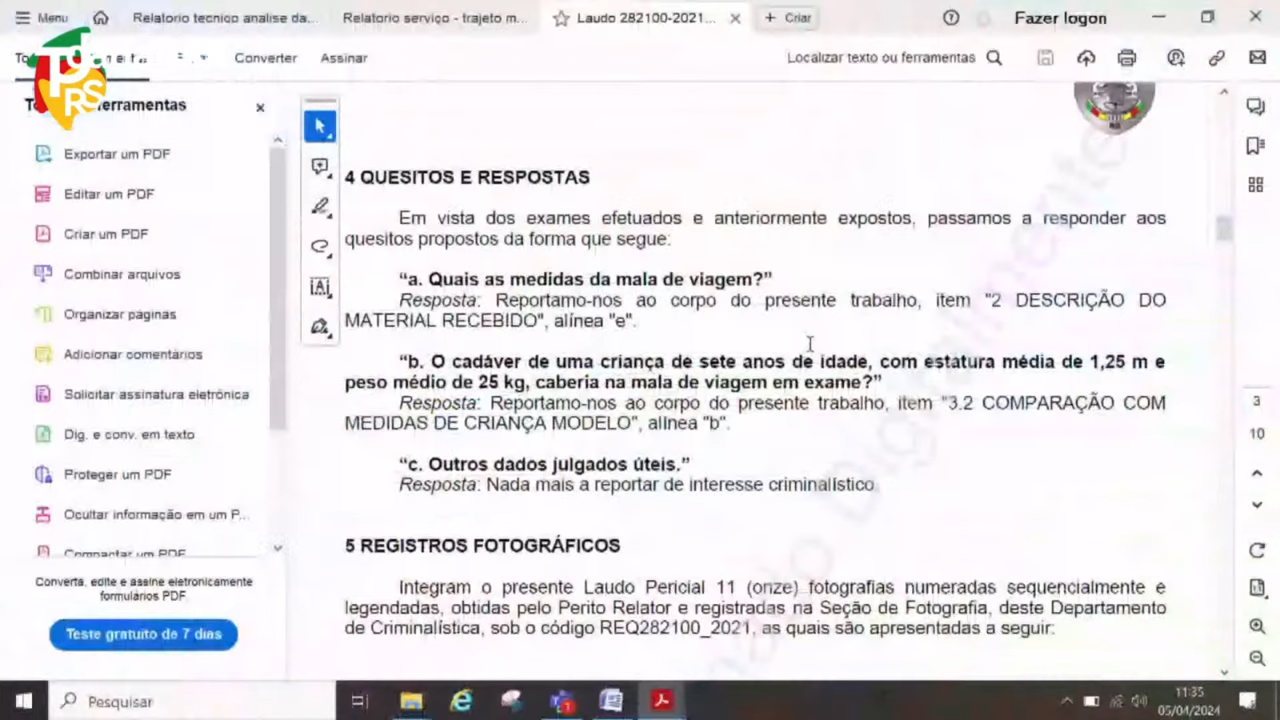 Menu
Relatorio tecnico analise da...
Relatorio serviço - trajeto m...
Laudo 282100-2021...
Criar
Fazer logon
Converter
Assinar
Localizar texto ou ferramentas
RS
erramentas
Exportar um PDF
Editar um PDF
Criar um PDF
Combinar arquivos
Organizar páginas
Adicionar comentários
Solicitar assinatura eletrônica
Dig. e conv. em texto
Proteger um PDF
Ocultar informação em um P...
Compactar um PDF
Converta, edite e assine eletronicamente
formulários PDF
Teste gratuito de 7 dias
RS
4 QUESITOS E RESPOSTAS
Em vista dos exames efetuados e anteriormente expostos, passamos a responder aos
quesitos propostos da forma que segue:
“a. Quais as medidas da mala de viagem?”
Resposta: Reportamo-nos ao corpo do presente trabalho, item "2 DESCRIÇÃO DO
MATERIAL RECEBIDO", alínea "e".
“b. O cadáver de uma criança de sete anos de idade, com estatura média de 1,25 m e
peso médio de 25 kg, caberia na mala de viagem em exame?”
Resposta: Reportamo-nos ao corpo do presente trabalho, item "3.2 COMPARAÇÃO COM
MEDIDAS DE CRIANÇA MODELO", alínea "b".
“c. Outros dados julgados úteis.”
Resposta: Nada mais a reportar de interesse criminalístico.
5 REGISTROS FOTOGRÁFICOS
Integram o presente Laudo Pericial 11 (onze) fotografias numeradas sequencialmente e
legendadas, obtidas pelo Perito Relator e registradas na Seção de Fotografia, deste Departamento
de Criminalística, sob o código REQ282100_2021, as quais são apresentadas a seguir:
Digitalmente
3
10
Pesquisar
11:35
05/04/2024